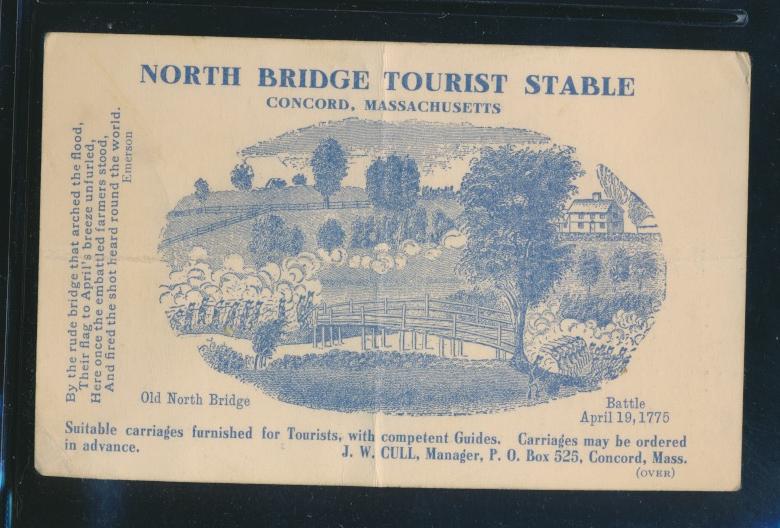 NORTH BRIDGE TOURIST STABLE
CONCORD, MASSACHUSETTS
By the rude bridge that arched the flood,
Their flag to April's breeze unfurled,
Here once the embattled farmers stood,
And fired the shot heard round the world.
Emerson
Old North Bridge
Battle
April 19, 1775
Suitable carriages furnished for Tourists, with competent Guides. Carriages may be ordered
in advance. J. W. CULL, Manager, P. O. Box 525, Concord, Mass.
(OVER)